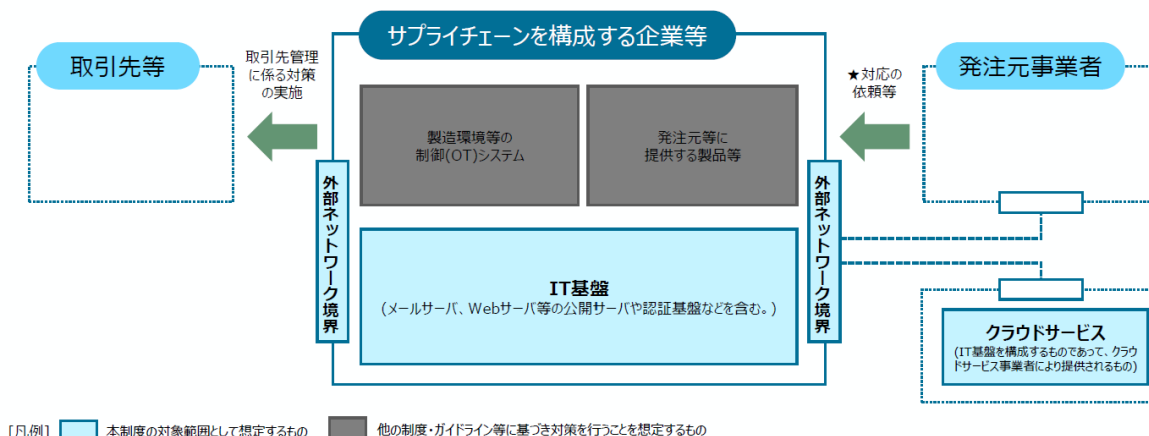 サプライチェーンを構成する企業等
取引先等
取引先管理
に係る対策
の実施
★対応の
依頼等
発注元事業者
製造環境等の
制御(OT)システム
発注元等に
提供する製品等
外部ネットワーク境界
外部ネットワーク境界
IT基盤
(メールサーバ、Webサーバ等の公開サーバや認証基盤などを含む。)
クラウドサービス
(IT基盤を構成するものであって、クラウ
ドサービス事業者により提供されるもの)
[凡例]
本制度の対象範囲として想定するもの
他の制度・ガイドライン等に基づき対策を行うことを想定するもの